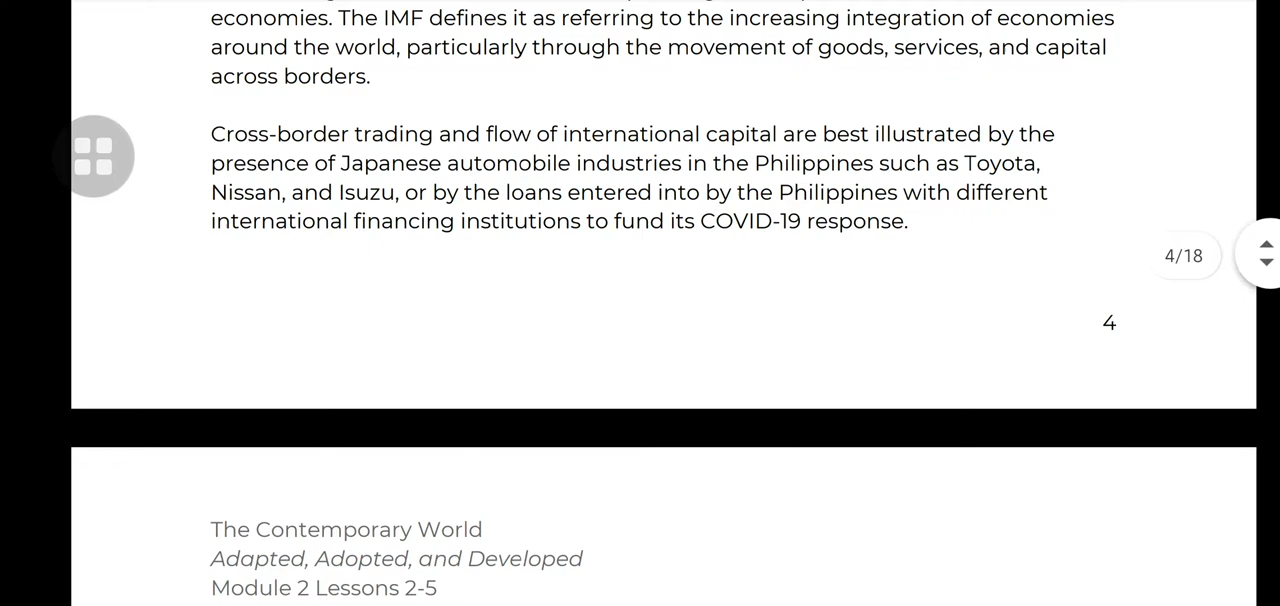 economies. The IMF defines it as referring to the increasing integration of economies
around the world, particularly through the movement of goods, services, and capital
across borders.
Cross-border trading and flow of international capital are best illustrated by the
presence of Japanese automobile industries in the Philippines such as Toyota,
Nissan, and Isuzu, or by the loans entered into by the Philippines with different
international financing institutions to fund its COVID-19 response.
4/18
4
The Contemporary World
Adapted, Adopted, and Developed
Module 2 Lessons 2-5